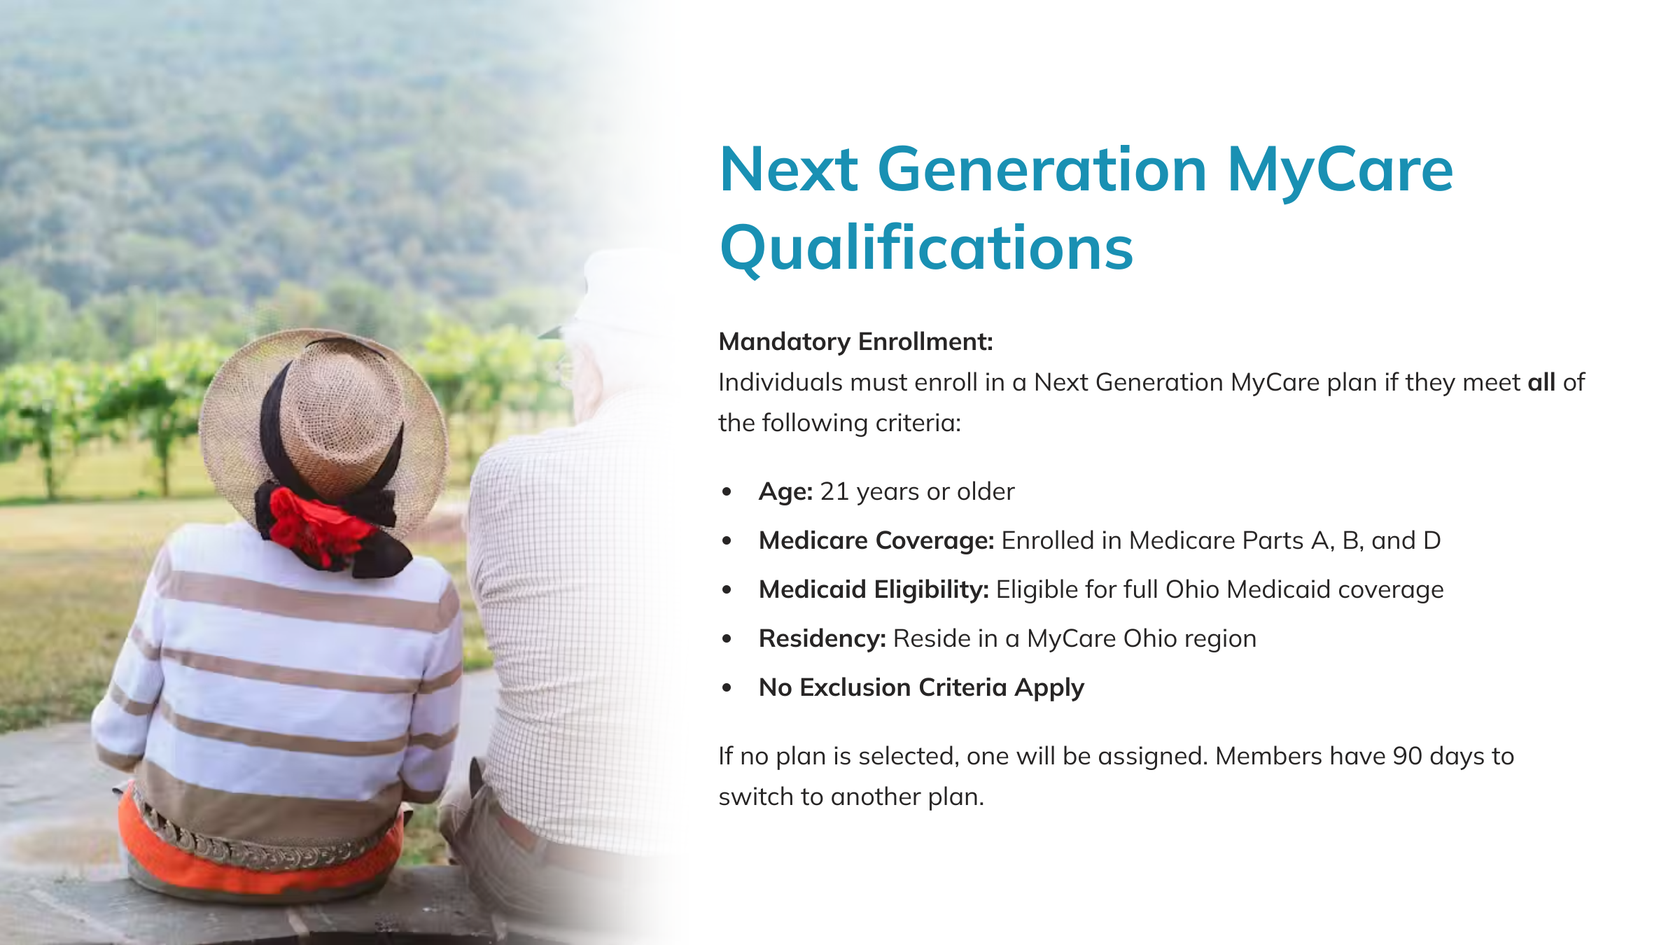 Next Generation MyCare
Qualifications
Mandatory Enrollment:
Individuals must enroll in a Next Generation MyCare plan if they meet all of
the following criteria:
• Age: 21 years or older
• Medicare Coverage: Enrolled in Medicare Parts A, B, and D
• Medicaid Eligibility: Eligible for full Ohio Medicaid coverage
• Residency: Reside in a MyCare Ohio region
• No Exclusion Criteria Apply
If no plan is selected, one will be assigned. Members have 90 days to
switch to another plan.